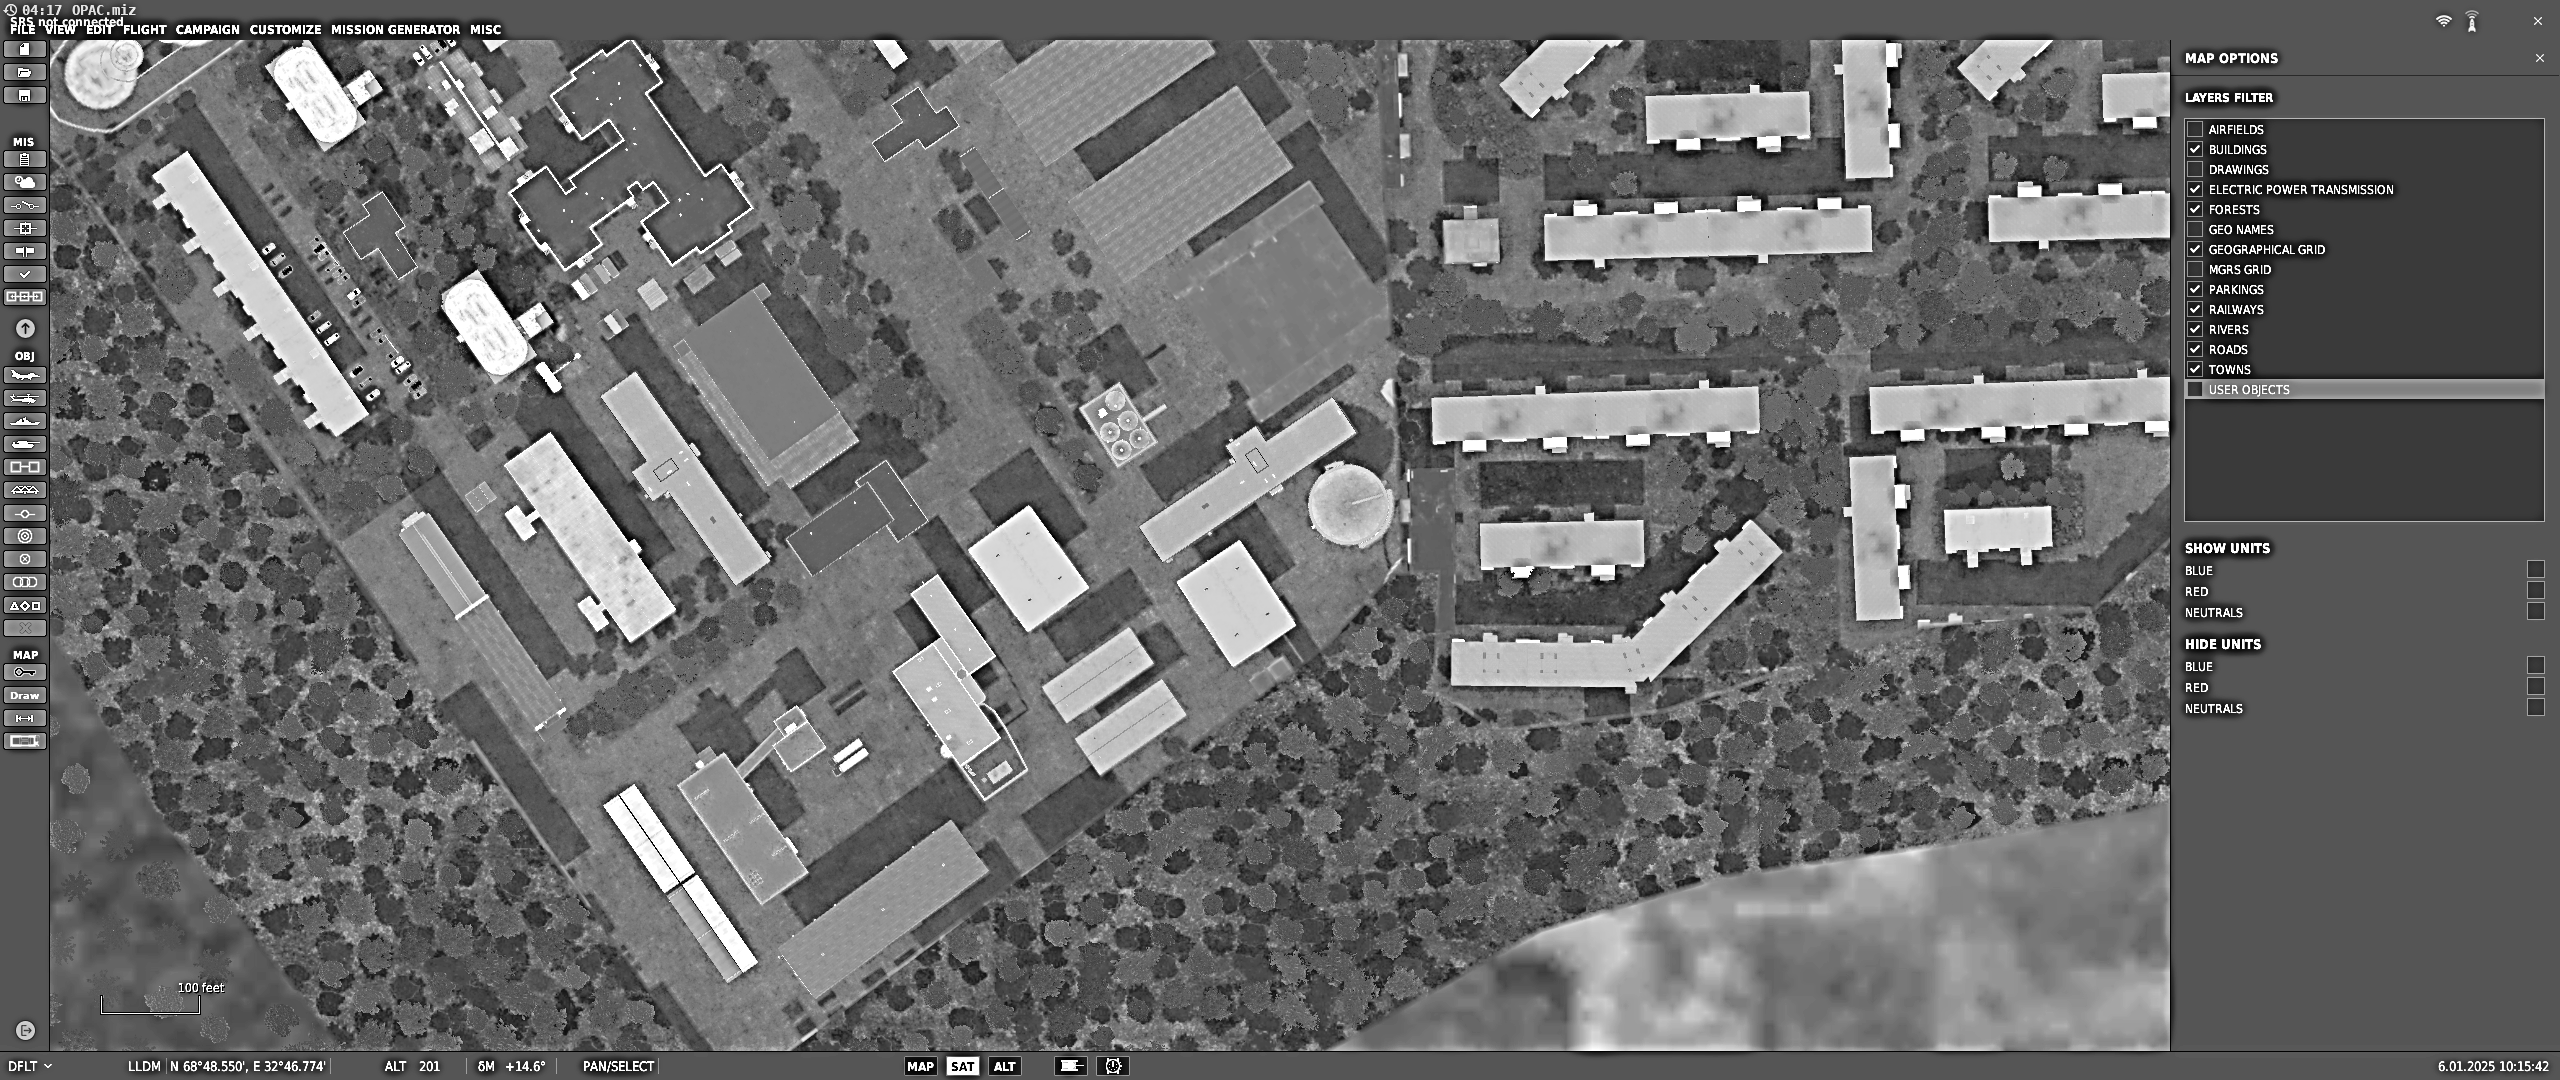 04:17 OPAC.miz
SRS not connected
FILE VIEW EDIT FLIGHT CAMPAIGN CUSTOMIZE MISSION GENERATOR MISC
MIS
OBJ
MAP
Draw
100 feet
MAP OPTIONS
LAYERS FILTER
AIRFIELDS
BUILDINGS
DRAWINGS
ELECTRIC POWER TRANSMISSION
FORESTS
GEO NAMES
GEOGRAPHICAL GRID
MGRS GRID
PARKINGS
RAILWAYS
RIVERS
ROADS
TOWNS
USER OBJECTS
SHOW UNITS
BLUE
RED
NEUTRALS
HIDE UNITS
BLUE
RED
NEUTRALS
DFLT LLDM N 68°48.550', E 32°46.774' ALT 201 δM +14.6° PAN/SELECT MAP SAT ALT 6.01.2025 10:15:42